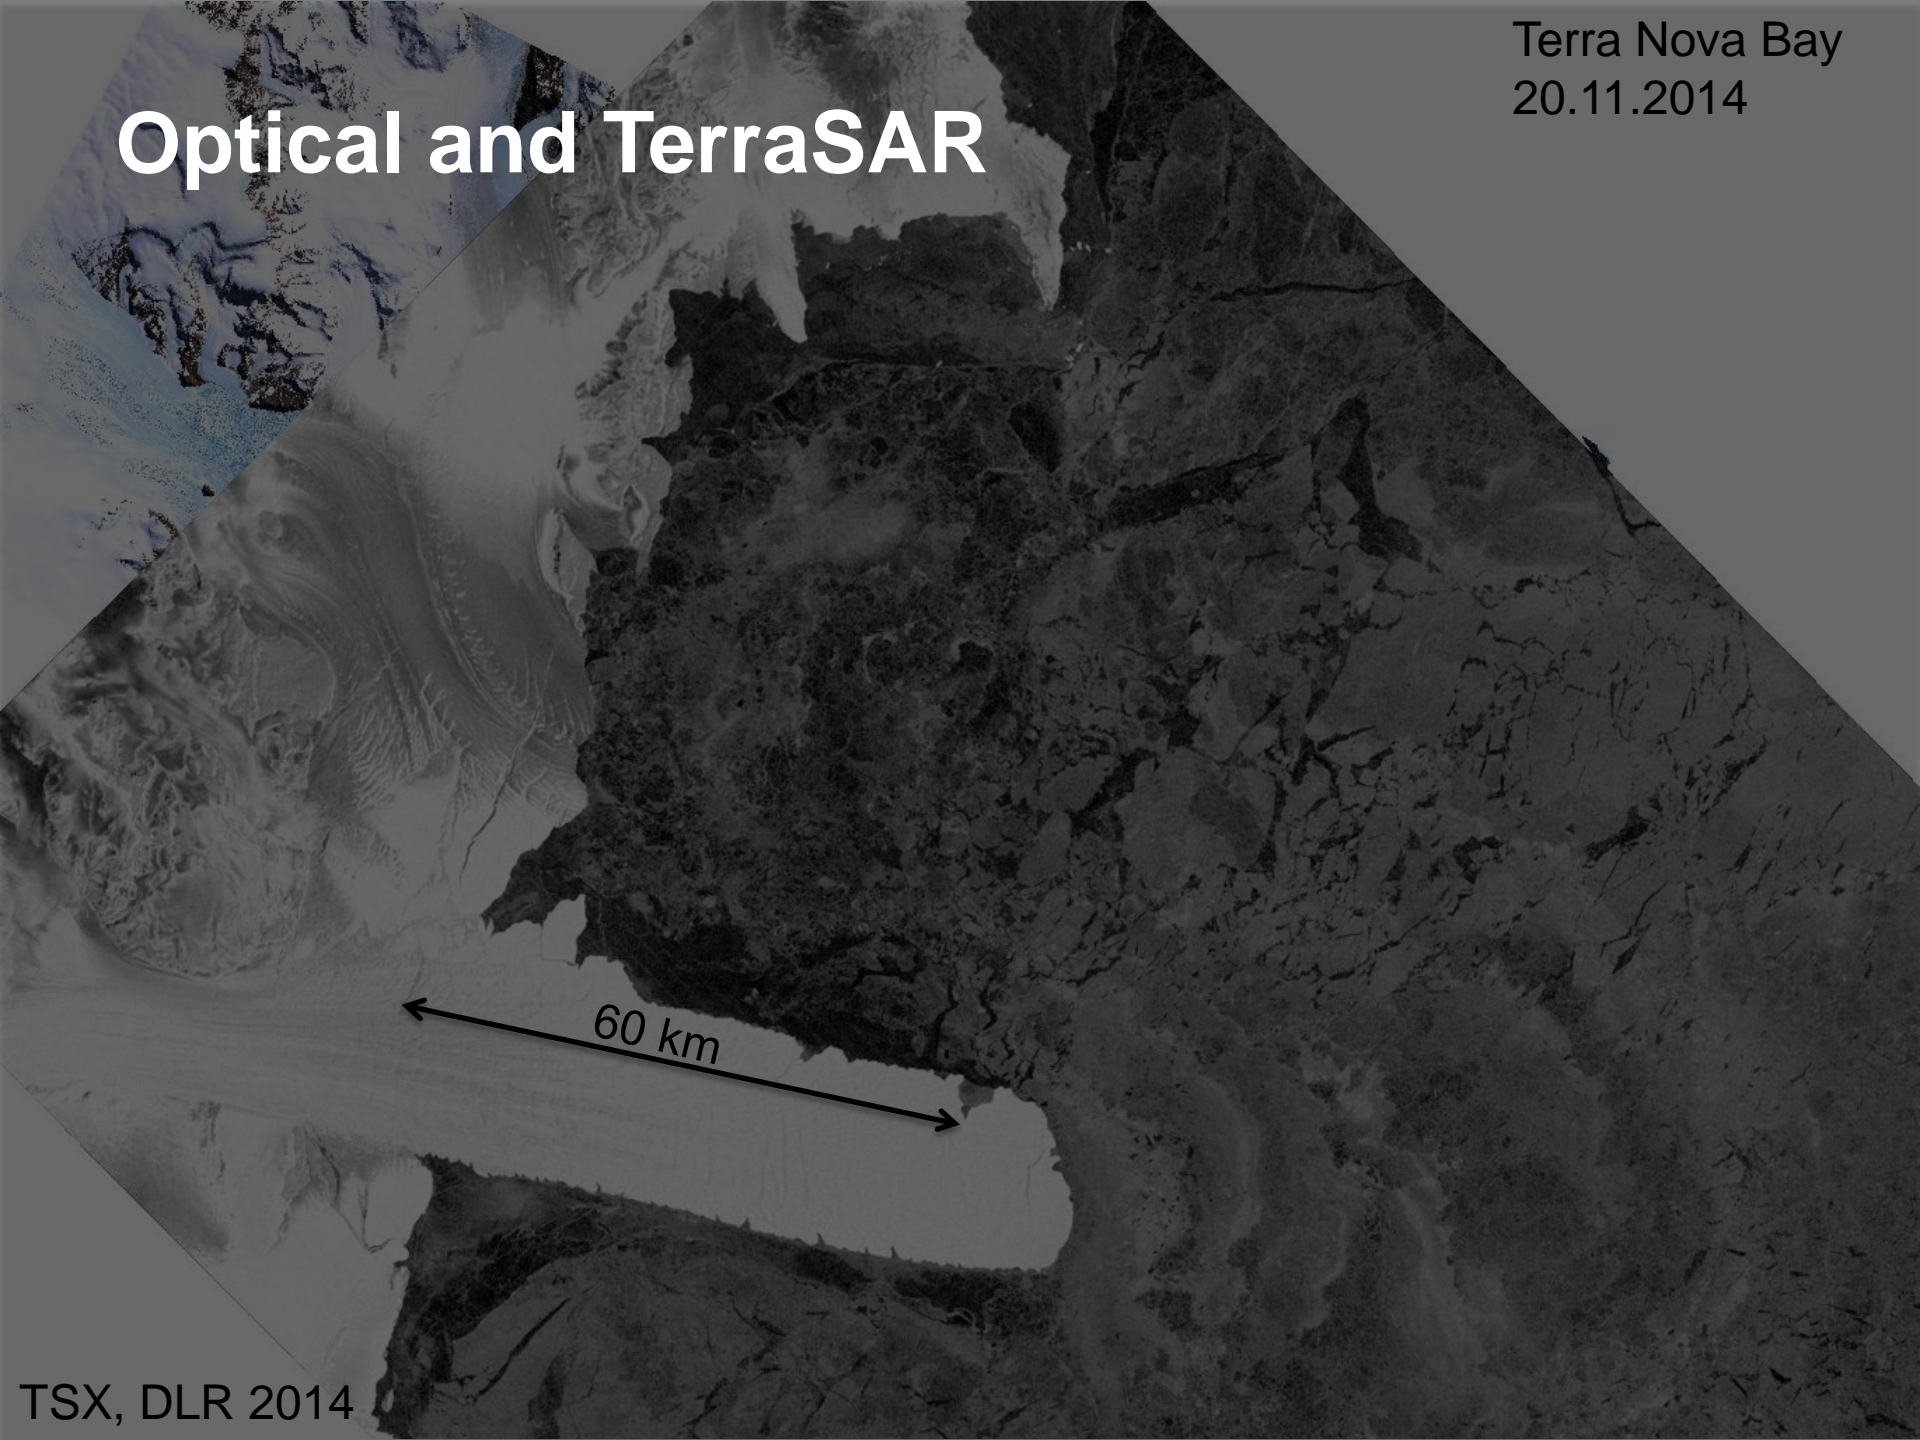 Terra Nova Bay
20.11.2014
Optical and TerraSAR
60 km
TSX, DLR 2014